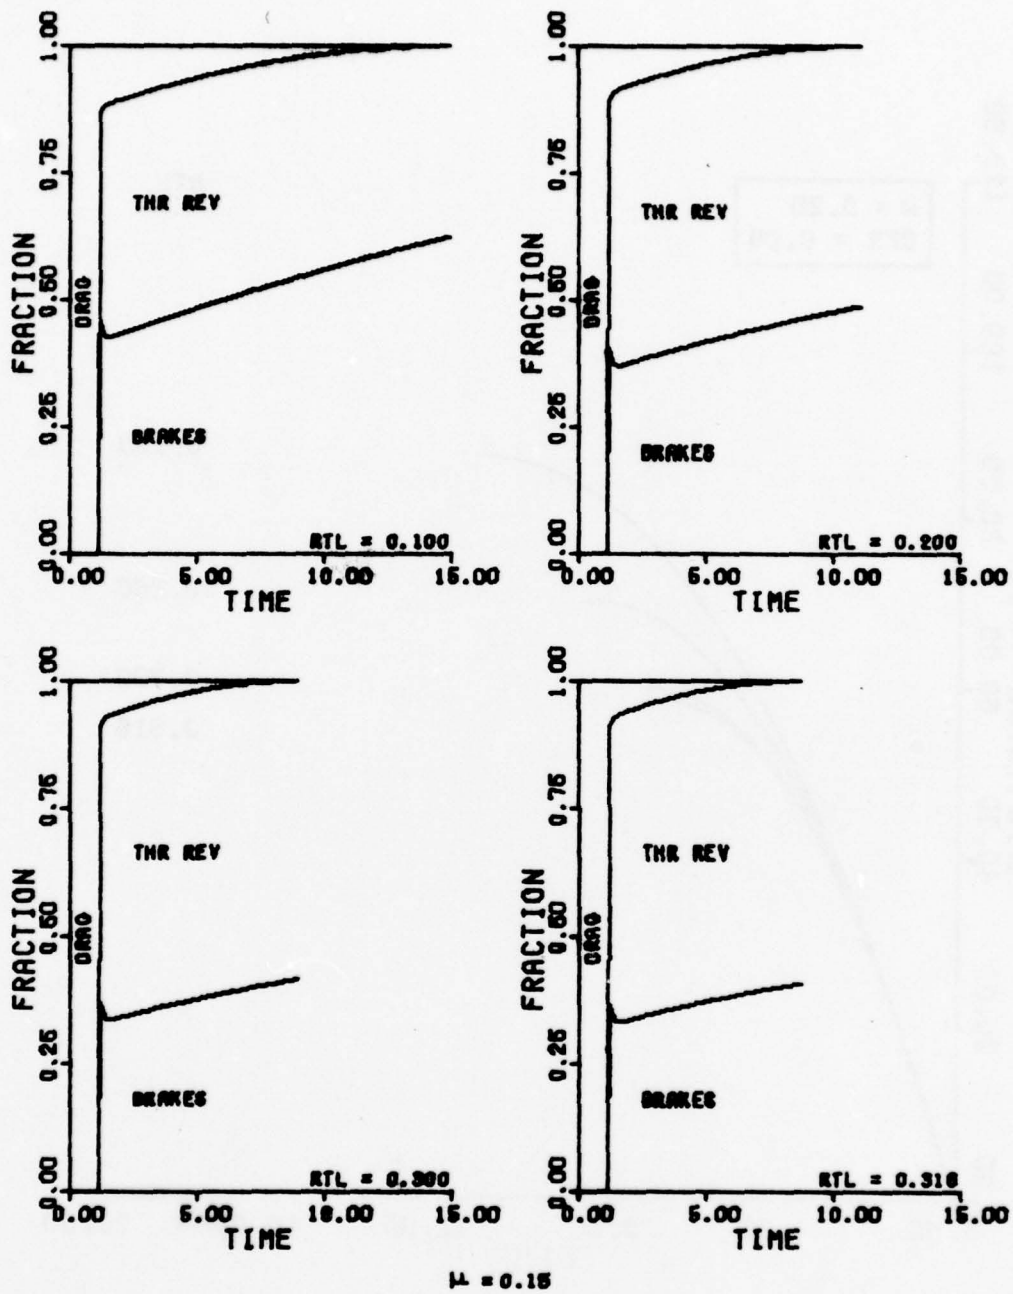 FRACTION
0.00 0.25 0.50 0.75 1.00
DRAG
THR REV
BRAKES
RTL = 0.100
0.00 5.00 10.00 15.00
TIME
FRACTION
0.00 0.25 0.50 0.75 1.00
DRAG
THR REV
BRAKES
RTL = 0.200
0.00 5.00 10.00 15.00
TIME
FRACTION
0.00 0.25 0.50 0.75 1.00
DRAG
THR REV
BRAKES
RTL = 0.300
0.00 5.00 10.00 15.00
TIME
FRACTION
0.00 0.25 0.50 0.75 1.00
DRAG
THR REV
BRAKES
0.00 5.00 10.00 15.00
TIME
μ = 0.15